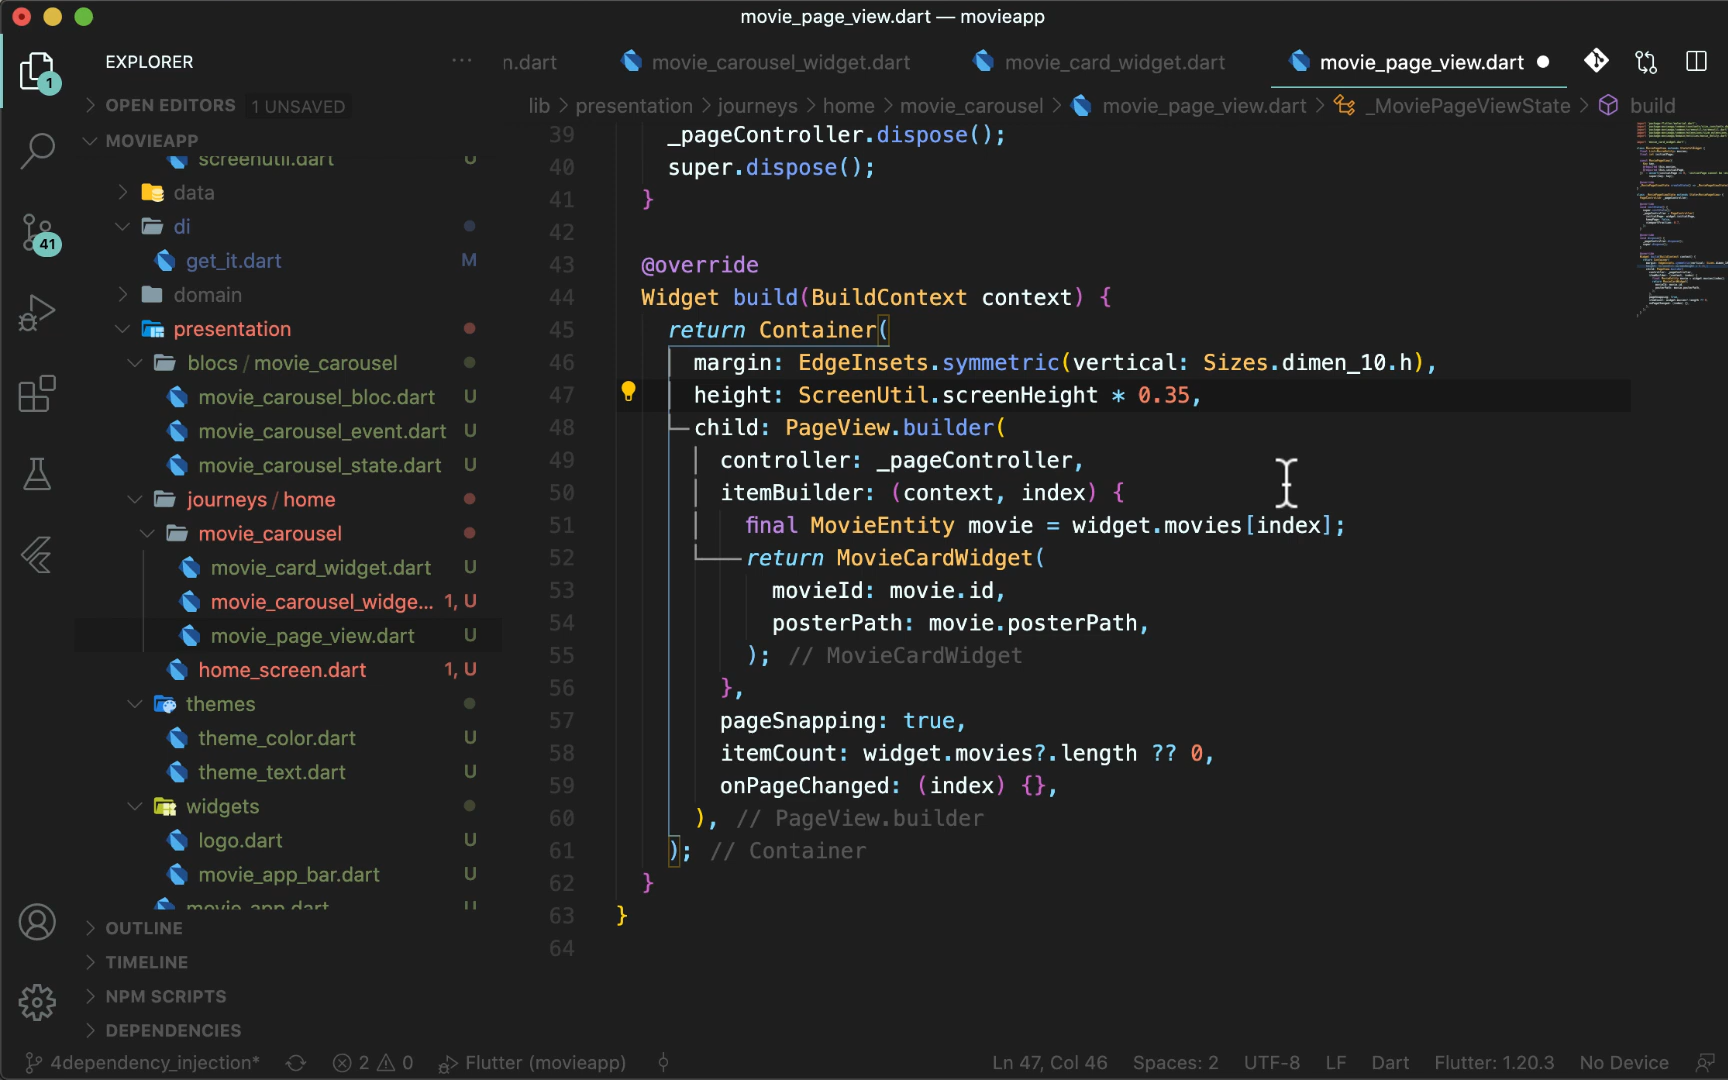 movie_page_view.dart — movieapp
EXPLORER
n.dart
movie_carousel_widget.dart
movie_card_widget.dart
movie_page_view.dart
1
OPEN EDITORS 1 UNSAVED
lib > presentation > journeys > home > movie_carousel > movie_page_view.dart > _MoviePageViewState > build
MOVIEAPP
screenutil.dart U
data
di
get_it.dart M
domain
presentation
blocs / movie_carousel
movie_carousel_bloc.dart U
movie_carousel_event.dart U
movie_carousel_state.dart U
journeys / home
movie_carousel
movie_card_widget.dart U
movie_carousel_widge... 1, U
movie_page_view.dart U
home_screen.dart 1, U
themes
theme_color.dart U
theme_text.dart U
widgets
logo.dart U
movie_app_bar.dart U
movie_app.dart U
OUTLINE
TIMELINE
NPM SCRIPTS
DEPENDENCIES
41
39 _pageController.dispose();
40 super.dispose();
41 }
42
43 @override
44 Widget build(BuildContext context) {
45 return Container(
46 margin: EdgeInsets.symmetric(vertical: Sizes.dimen_10.h),
47 height: ScreenUtil.screenHeight * 0.35,
48 child: PageView.builder(
49 controller: _pageController,
50 itemBuilder: (context, index) {
51 final MovieEntity movie = widget.movies[index];
52 return MovieCardWidget(
53 movieId: movie.id,
54 posterPath: movie.posterPath,
55 ); // MovieCardWidget
56 },
57 pageSnapping: true,
58 itemCount: widget.movies?.length ?? 0,
59 onPageChanged: (index) {},
60 ), // PageView.builder
61 ); // Container
62 }
63 }
64
4dependency_injection* 2 0 Flutter (movieapp) Ln 47, Col 46 Spaces: 2 UTF-8 LF Dart Flutter: 1.20.3 No Device